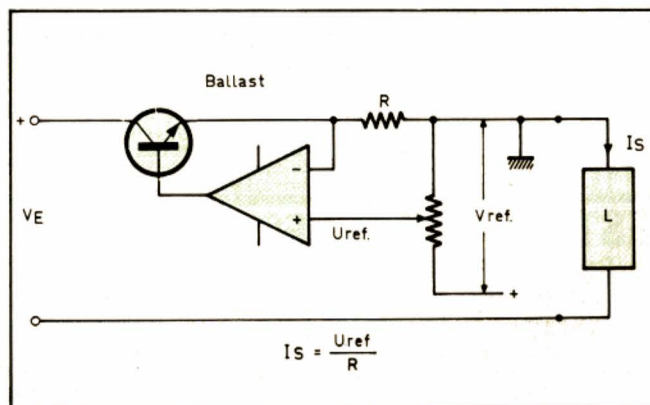 Ballast
R
+
IS
-
VE
+
Uref.
Vref.
L
+
IS = Uref
R